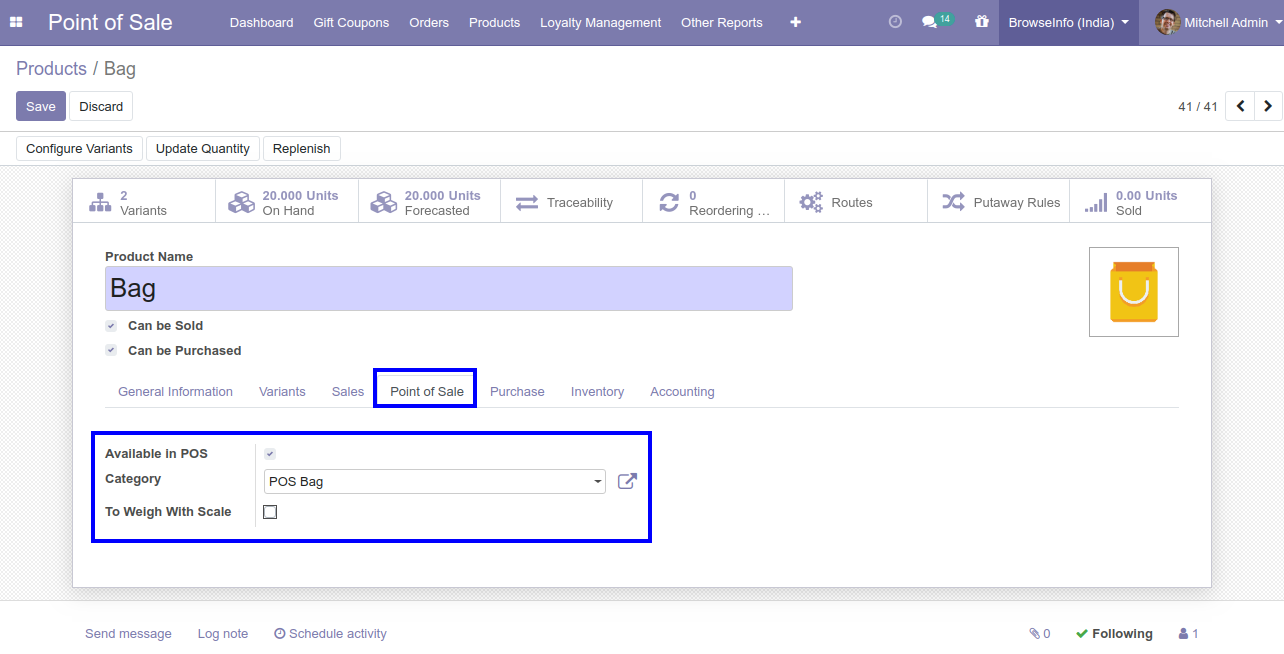 Point of Sale Dashboard Gift Coupons Orders Products Loyalty Management Other Reports 14 BrowseInfo (India) Mitchell Admin
Products / Bag
Save Discard 41 / 41
Configure Variants Update Quantity Replenish
2 20.000 Units 20.000 Units Traceability 0 Routes Putaway Rules 0.00 Units
Variants On Hand Forecasted Reordering ... Sold
Product Name
Bag
Can be Sold
Can be Purchased
General Information Variants Sales Point of Sale Purchase Inventory Accounting
Available in POS
Category POS Bag
To Weigh With Scale
Send message Log note Schedule activity 0 Following 1